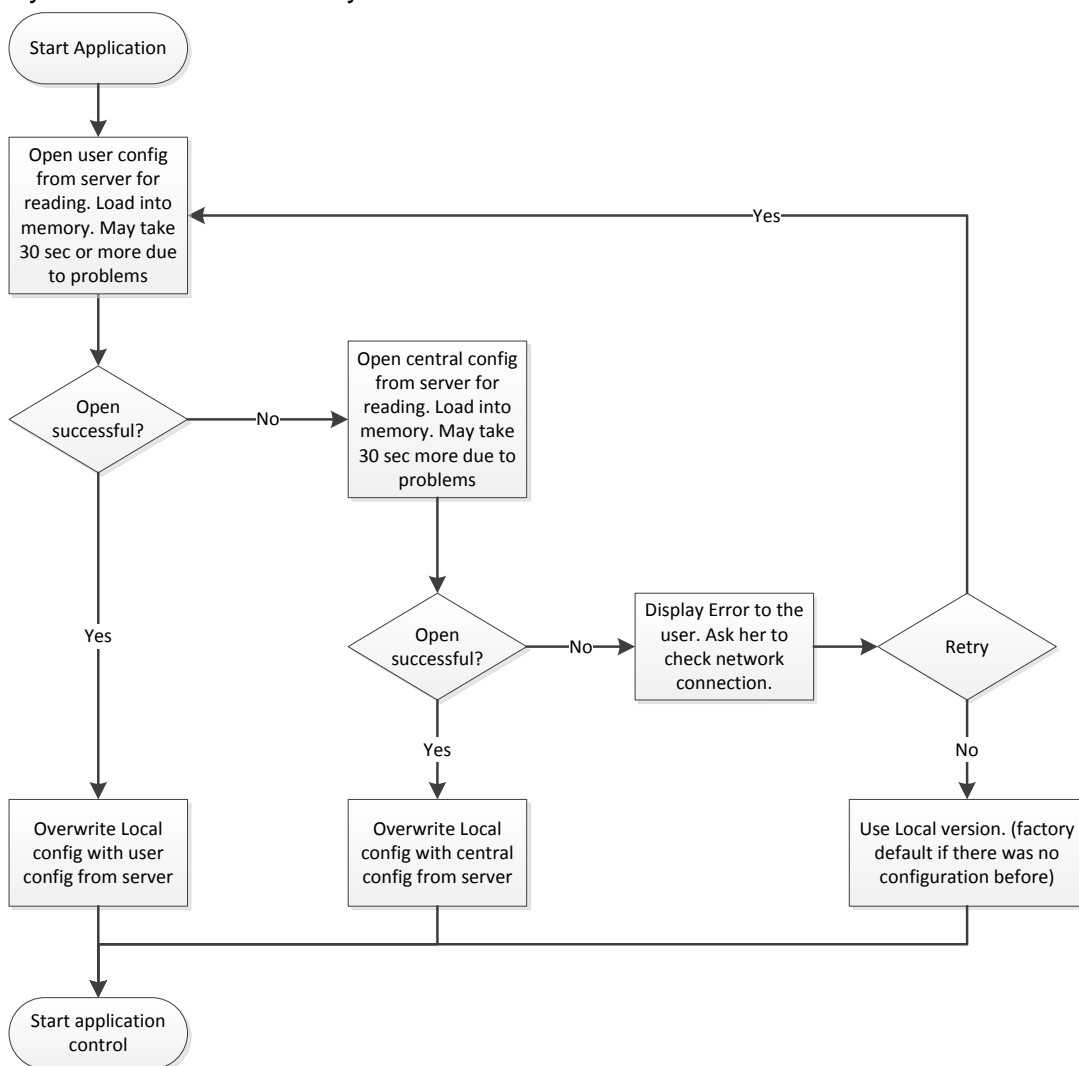 Start Application
Open user config
from server for
reading. Load into
memory. May take
30 sec or more due
to problems
Yes
Open
successful?
No
Open central config
from server for
reading. Load into
memory. May take
30 sec more due to
problems
Yes
Open
successful?
No
Display Error to the
user. Ask her to
check network
connection.
Retry
Yes
No
Overwrite Local
config with user
config from server
Overwrite Local
config with central
config from server
Use Local version. (factory
default if there was no
configuration before)
Start application
control